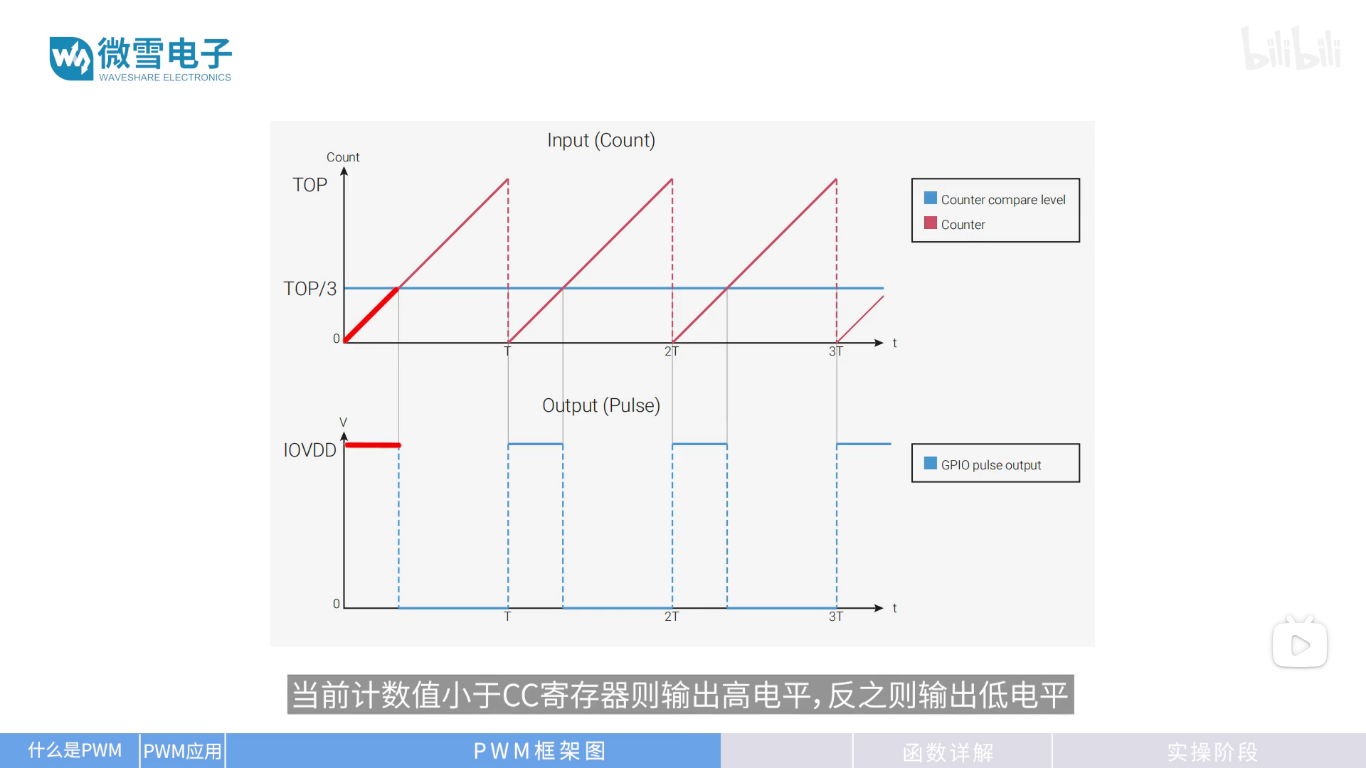 微雪电子
WAVESHARE ELECTRONICS
bilibili
Input (Count)
Count
TOP
TOP/3
0
T
2T
3T
t
Counter compare level
Counter
Output (Pulse)
V
IOVDD
0
T
2T
3T
t
GPIO pulse output
当前计数值小于CC寄存器则输出高电平，反之则输出低电平
什么是PWM
PWM应用
PWM框架图
函数详解
实操阶段